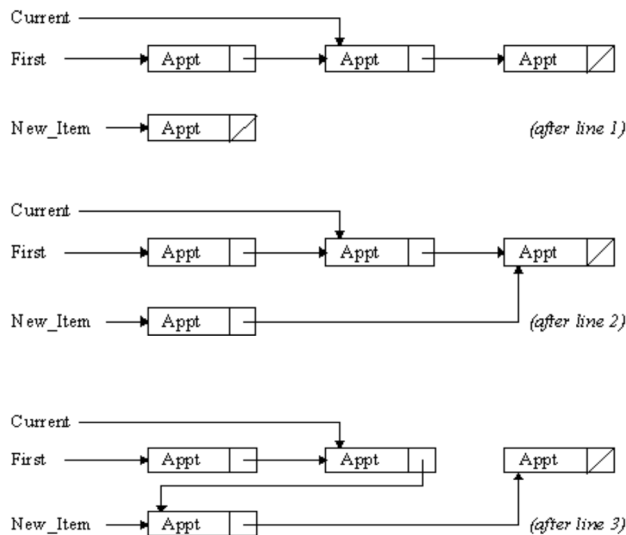 Current
First Appt Appt Appt
New_Item Appt (after line 1)
Current
First Appt Appt Appt
New_Item Appt (after line 2)
Current
First Appt Appt Appt
New_Item Appt (after line 3)